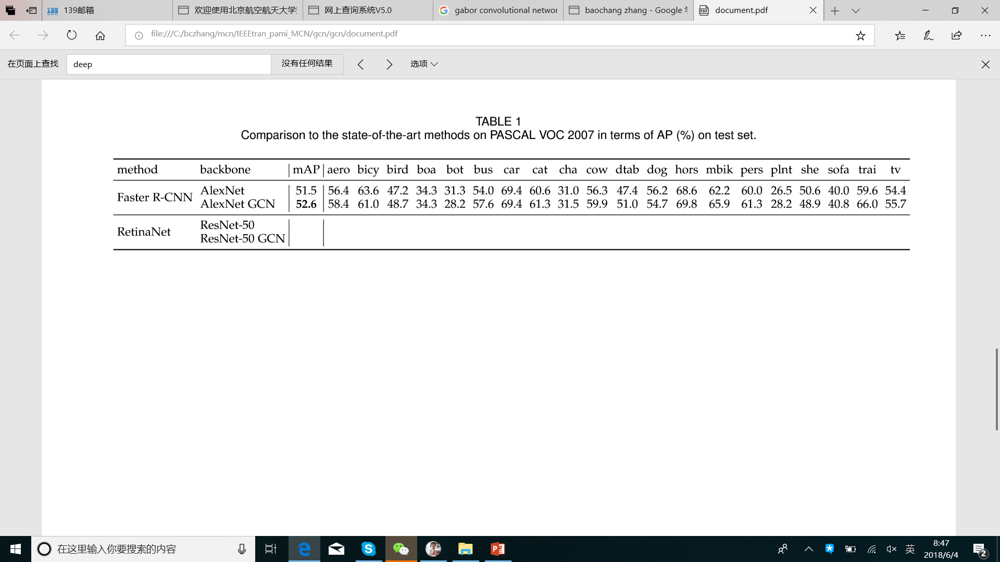 139邮箱
欢迎使用北京航空航天大学
网上查询系统V5.0
gabor convolutional networ
baochang zhang - Google
document.pdf
file:///C:/bczhang/mcn/IEEEtran_pami_MCN/gcn/gcn/document.pdf
在页面上查找 deep 没有任何结果 选项
TABLE 1
Comparison to the state-of-the-art methods on PASCAL VOC 2007 in terms of AP (%) on test set.
method backbone mAP aero bicy bird boa bot bus car cat cha cow dtab dog hors mbik pers plnt she sofa trai tv
Faster R-CNN
AlexNet 51.5 56.4 63.6 47.2 34.3 31.3 54.0 69.4 60.6 31.0 56.3 47.4 56.2 68.6 62.2 60.0 26.5 50.6 40.0 59.6 54.4
AlexNet GCN 52.6 58.4 61.0 48.7 34.3 28.2 57.6 69.4 61.3 31.5 59.9 51.0 54.7 69.8 65.9 61.3 28.2 48.9 40.8 66.0 55.7
RetinaNet
ResNet-50
ResNet-50 GCN
在这里输入你要搜索的内容
英
8:47
2018/6/4
2